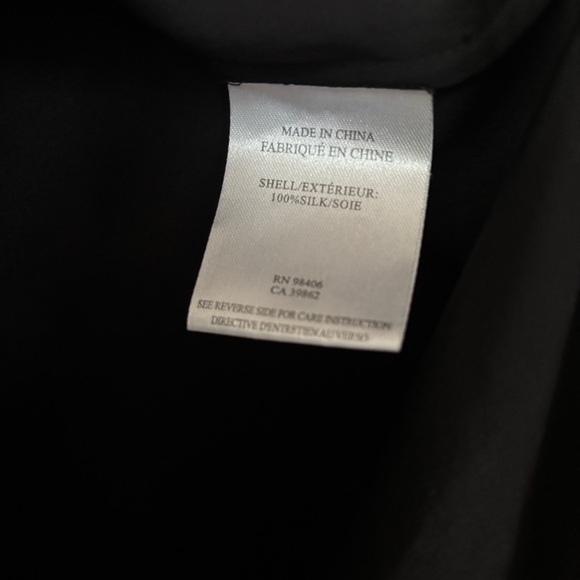 MADE IN CHINA
FABRIQUÉ EN CHINE
SHELL/EXTÉRIEUR:
100%SILK/SOIE
RN 98406
CA 39862
SEE REVERSE SIDE FOR CARE INSTRUCTION
DIRECTIVE D'ENTRETIEN AU VERSO